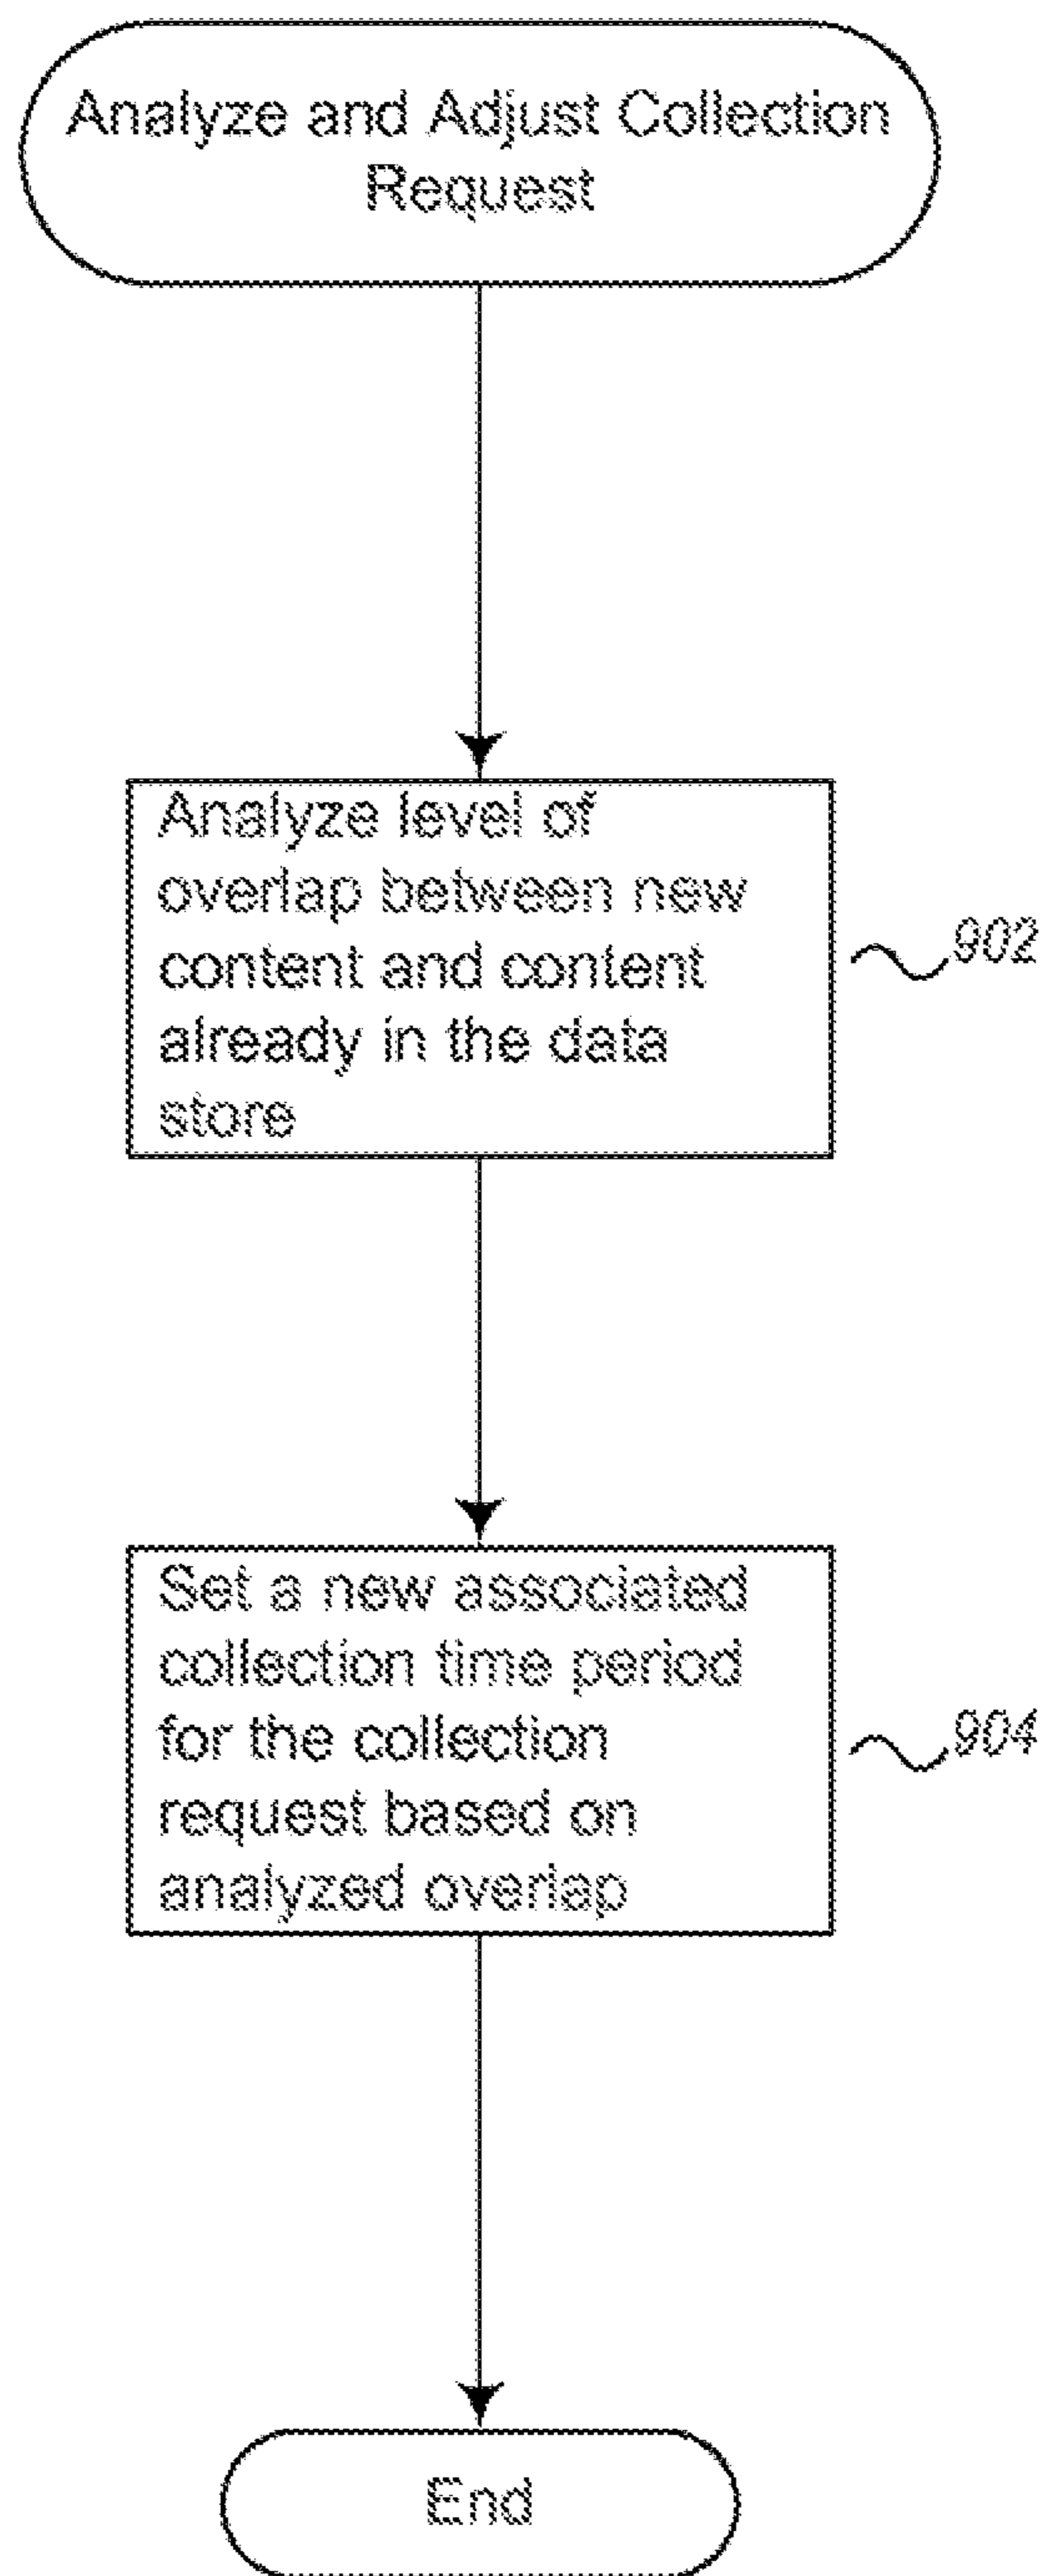 Analyze and Adjust Collection
Request
Analyze level of
overlap between new
content and content
already in the data
store
902
Set a new associated
collection time period
for the collection
request based on
analyzed overlap
904
End